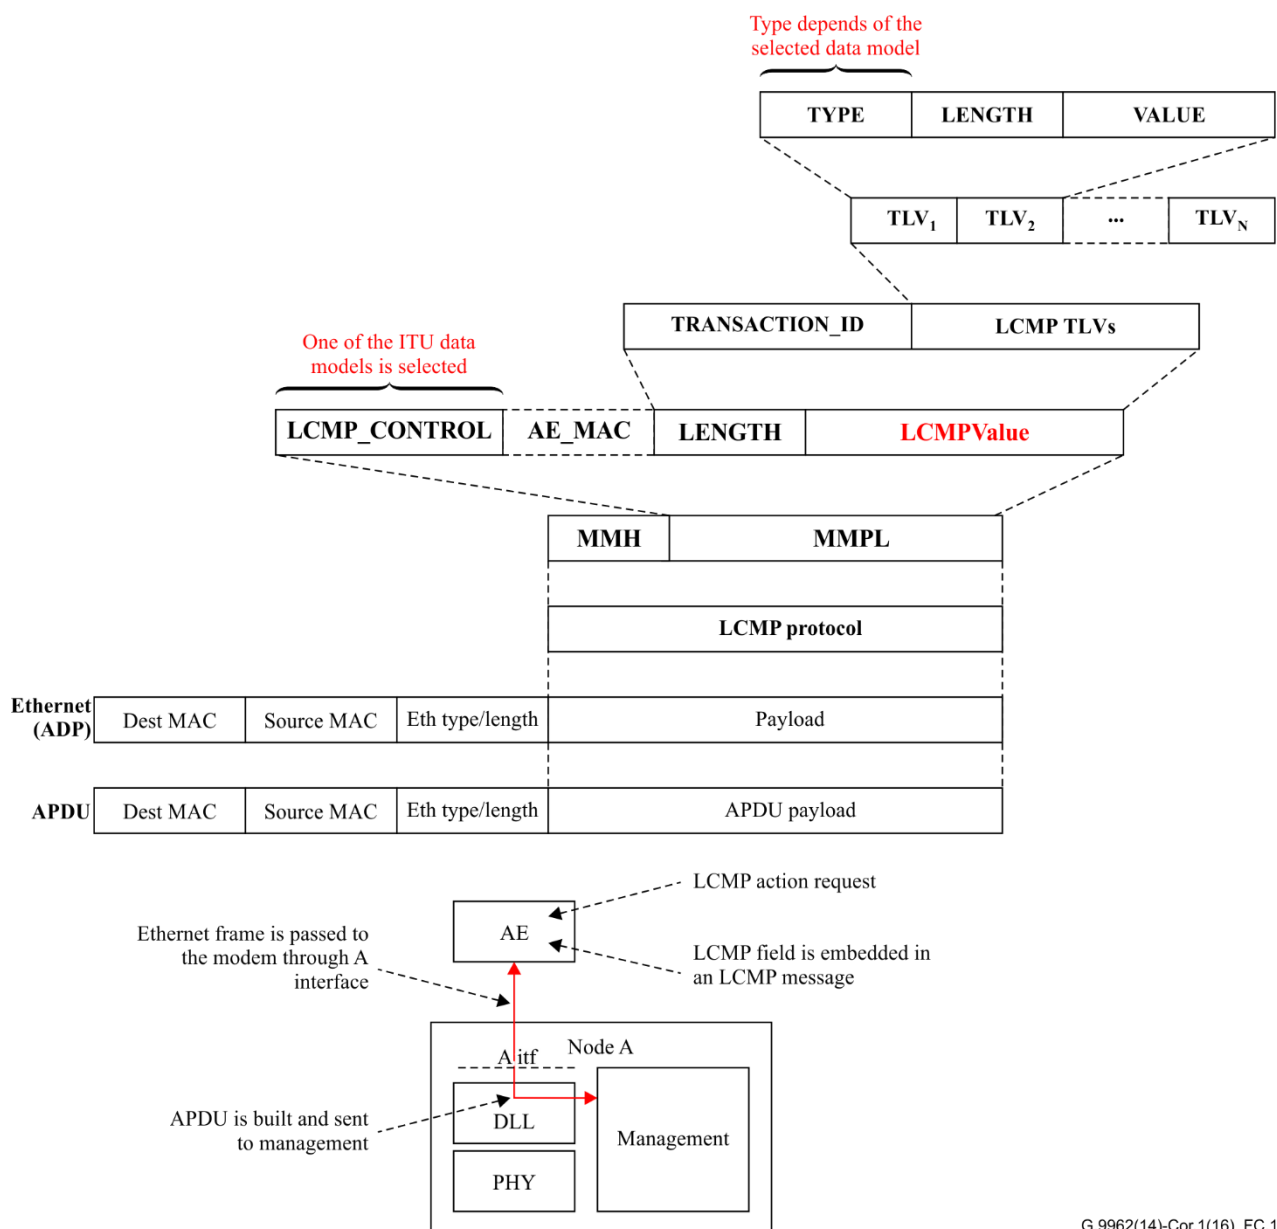 Type depends of the
selected data model
TYPE LENGTH VALUE
TLV1 TLV2 ... TLVN
TRANSACTION_ID LCMP TLVs
One of the ITU data
models is selected
LCMP_CONTROL AE_MAC LENGTH LCMPValue
MMH MMPL
LCMP protocol
Ethernet
(ADP)
Dest MAC Source MAC Eth type/length Payload
APDU Dest MAC Source MAC Eth type/length APDU payload
LCMP action request
AE
Ethernet frame is passed to
the modem through A
interface
LCMP field is embedded in
an LCMP message
Node A
A itf
APDU is built and sent
to management
DLL
Management
PHY
G.9962(14)-Cor.1(16)_FC.1